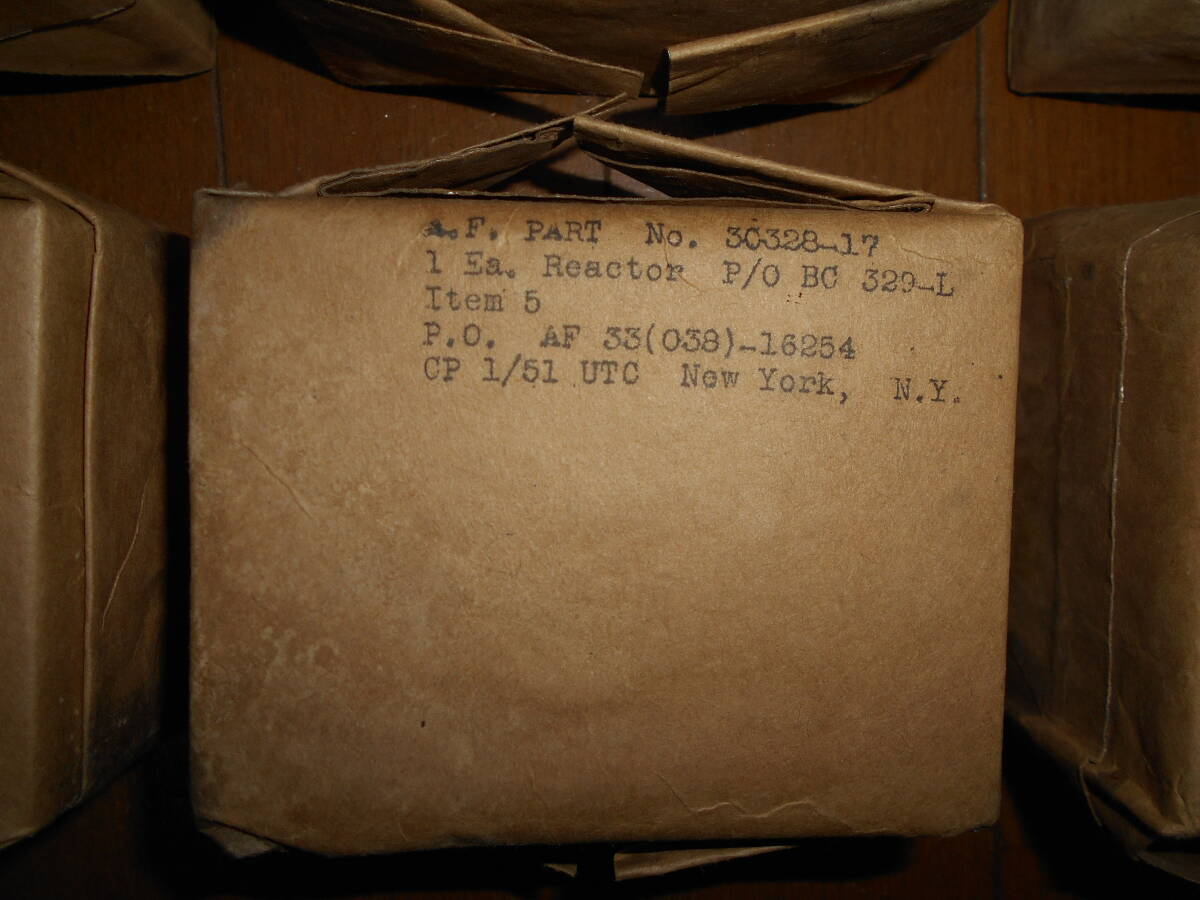 A.F. PART No. 30328-17
1 Ea. Reactor P/O BC 329-L
Item 5
P.O. AF 33(038)-16254
CP 1/51 UTC New York, N.Y.